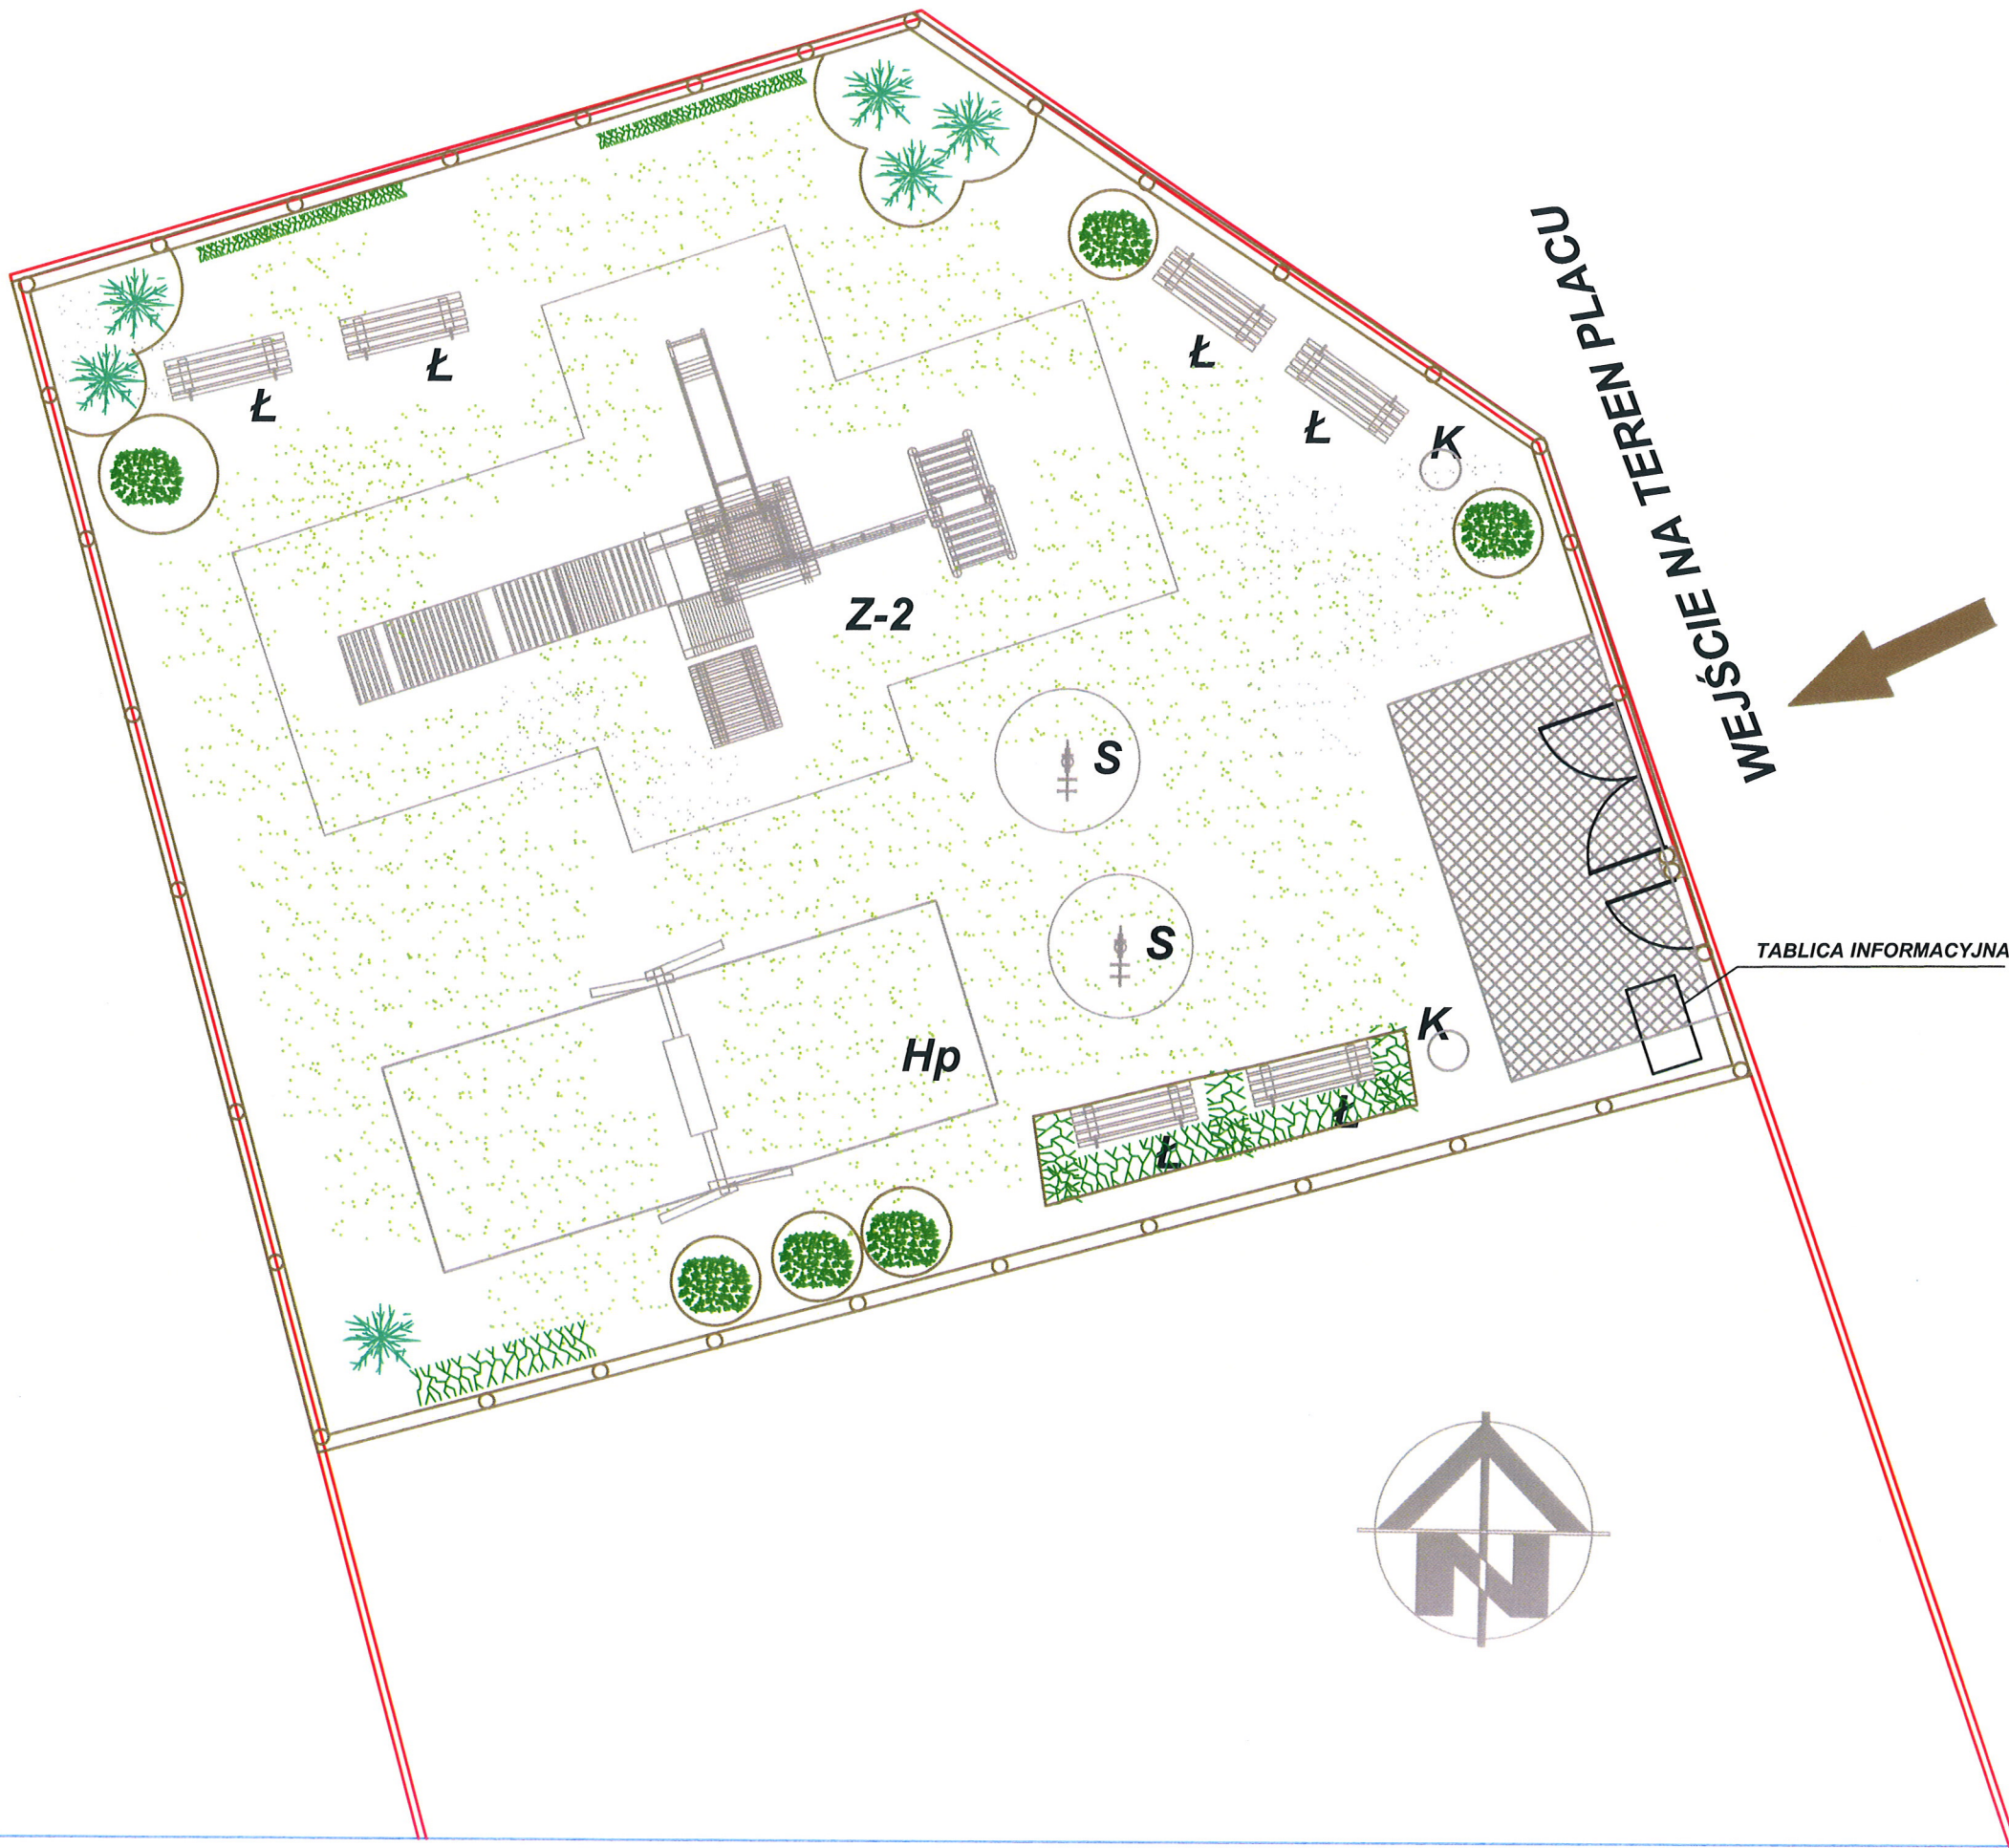 Ł
Ł
Ł
Ł
K
WEJŚCIE NA TEREN PLACU
Z-2
S
S
TABLICA INFORMACYJNA
K
Hp
Ł
Ł
N